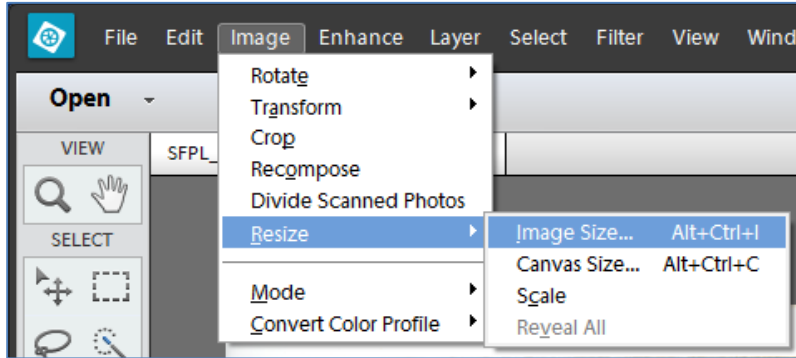 File Edit Image Enhance Layer Select Filter View Wind
Open
VIEW
SFPL_
SELECT
Rotate
Transform
Crop
Recompose
Divide Scanned Photos
Resize
Mode
Convert Color Profile
Image Size... Alt+Ctrl+I
Canvas Size... Alt+Ctrl+C
Scale
Reveal All